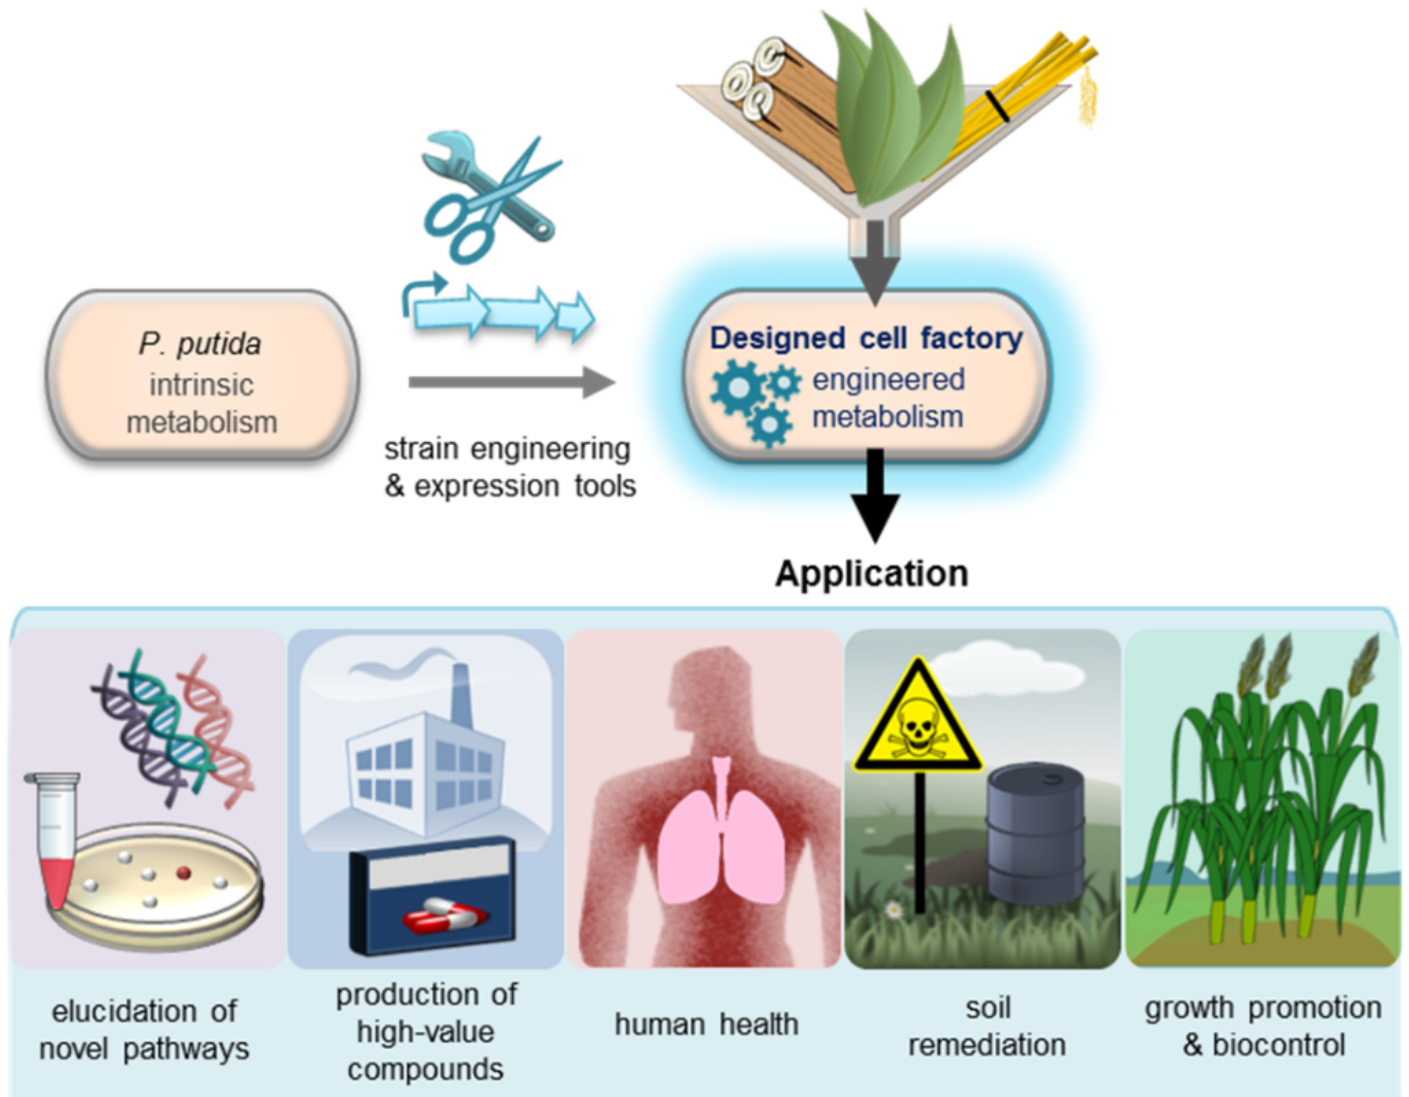 P. putida
intrinsic
metabolism
strain engineering
& expression tools
Designed cell factory
engineered
metabolism
Application
elucidation of
novel pathways
production of
high-value
compounds
human health
soil
remediation
growth promotion
& biocontrol